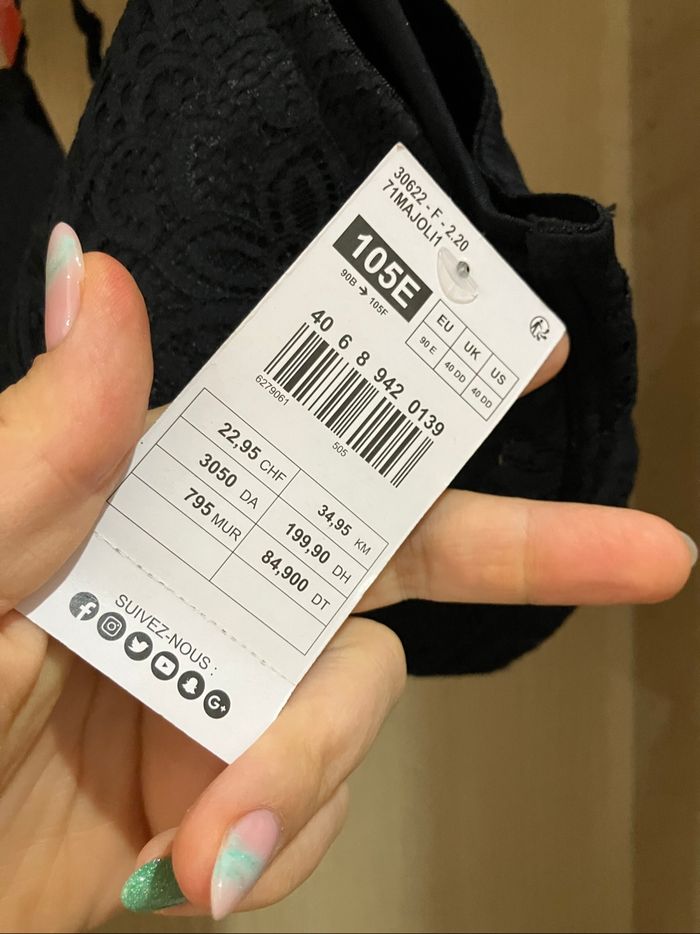 30622 - F - 2.20
71MAJOLI1
105E
90B → 105F
EU UK US
90 E 40 DD 40 DD
40 6 8 942 0139
6279061 505
22,95 CHF 34,95 KM
3050 DA 199,90 DH
795 MUR 84,900 DT
SUIVEZ-NOUS :
f G+